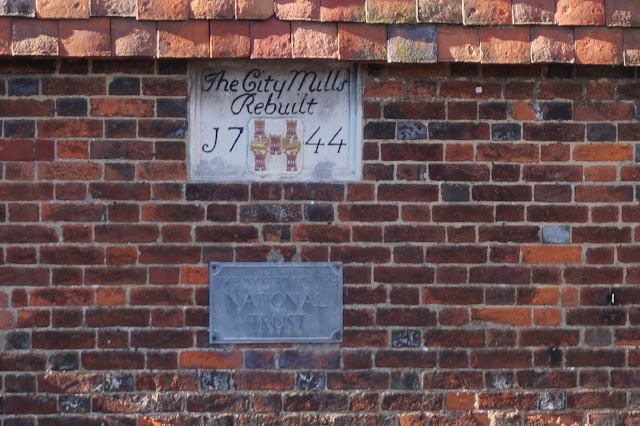 The City Mills
Rebuilt
J7 44
NATIONAL
TRUST